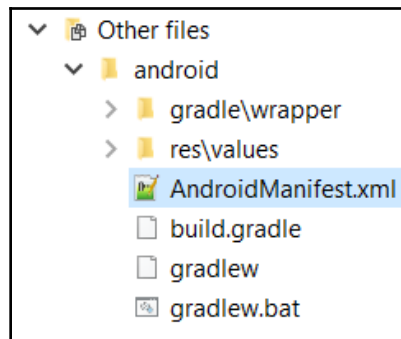 Other files
android
gradle\wrapper
res\values
AndroidManifest.xml
build.gradle
gradlew
gradlew.bat